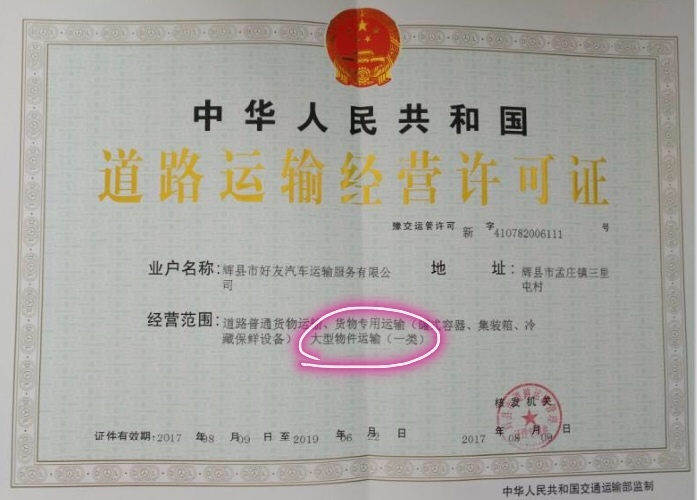 中华人民共和国
道路运输经营许可证
豫交运管许可 新 字 410782006111 号
业户名称：辉县市好友汽车运输服务有限公
司
地 址：辉县市孟庄镇三里
屯村
经营范围：道路普通货物运输、货物专用运输（罐式容器、集装箱、冷
藏保鲜设备） 大型物件运输（一类）
核发机关
证件有效期：2017 年 08 月 09 日 至 2019 年 06 月 22 日
2017 年 08 月 09 日
中华人民共和国交通运输部监制